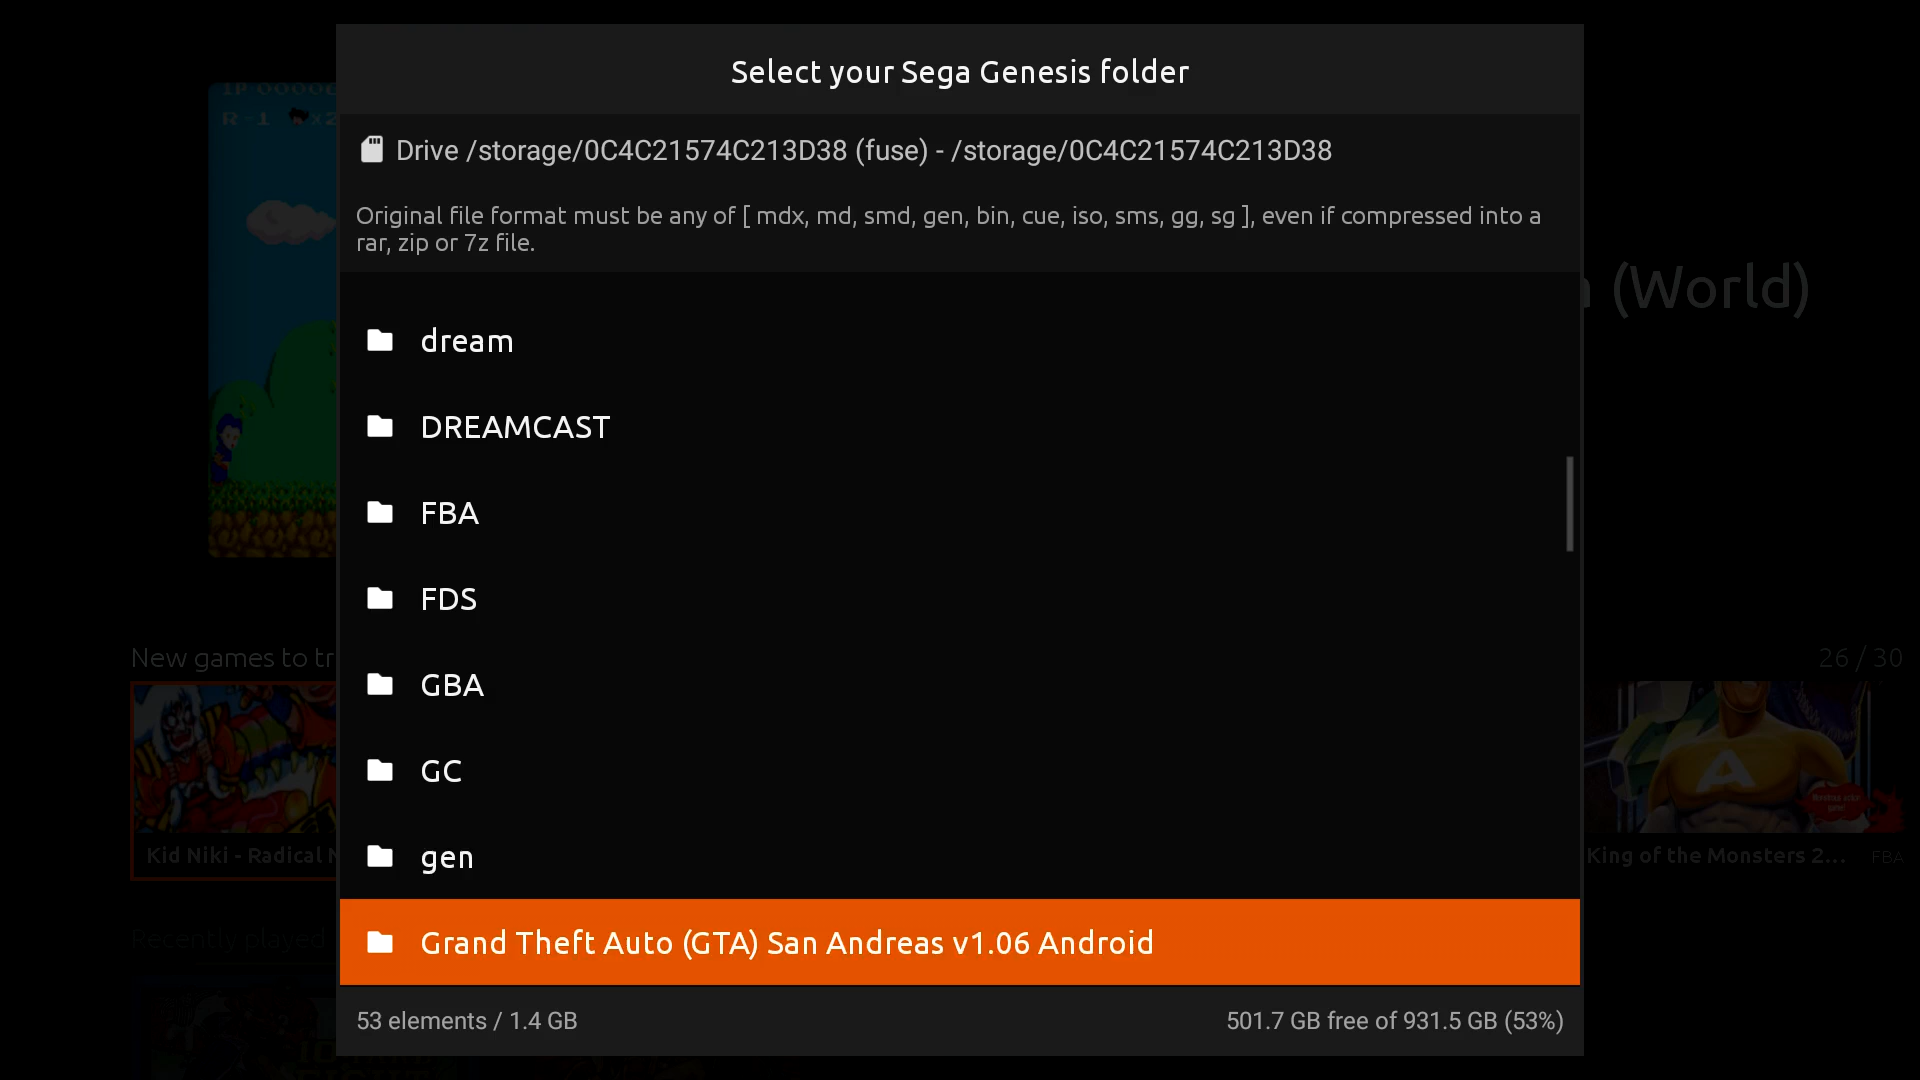 Select your Sega Genesis folder
Drive /storage/0C4C21574C213D38 (fuse) - /storage/0C4C21574C213D38
Original file format must be any of [ mdx, md, smd, gen, bin, cue, iso, sms, gg, sg ], even if compressed into a
rar, zip or 7z file.
(World)
dream
DREAMCAST
FBA
FDS
GBA
GC
gen
Grand Theft Auto (GTA) San Andreas v1.06 Android
53 elements / 1.4 GB
501.7 GB free of 931.5 GB (53%)
R-1
New games to tr
26 / 30
Kid Niki - Radical N
King of the Monsters 2...
FBA
Recently played